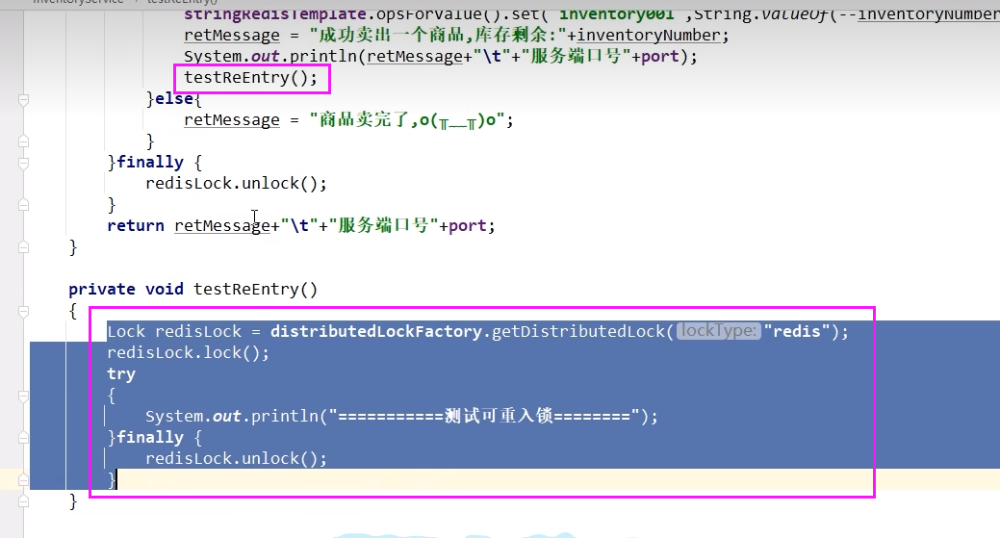 InventoryService testReEntry()
stringRedisTemplate.opsForValue().set("inventory001",String.valueOf(--inventoryNumber
retMessage = "成功卖出一个商品,库存剩余:"+inventoryNumber;
System.out.println(retMessage+"\t"+"服务端口号"+port);
testReEntry();
}else{
retMessage = "商品卖完了,o(╥﹏╥)o";
}
}finally {
redisLock.unlock();
}
return retMessage+"\t"+"服务端口号"+port;
}
private void testReEntry()
{
Lock redisLock = distributedLockFactory.getDistributedLock( lockType: "redis");
redisLock.lock();
try
{
System.out.println("===========测试可重入锁========");
}finally {
redisLock.unlock();
}
}